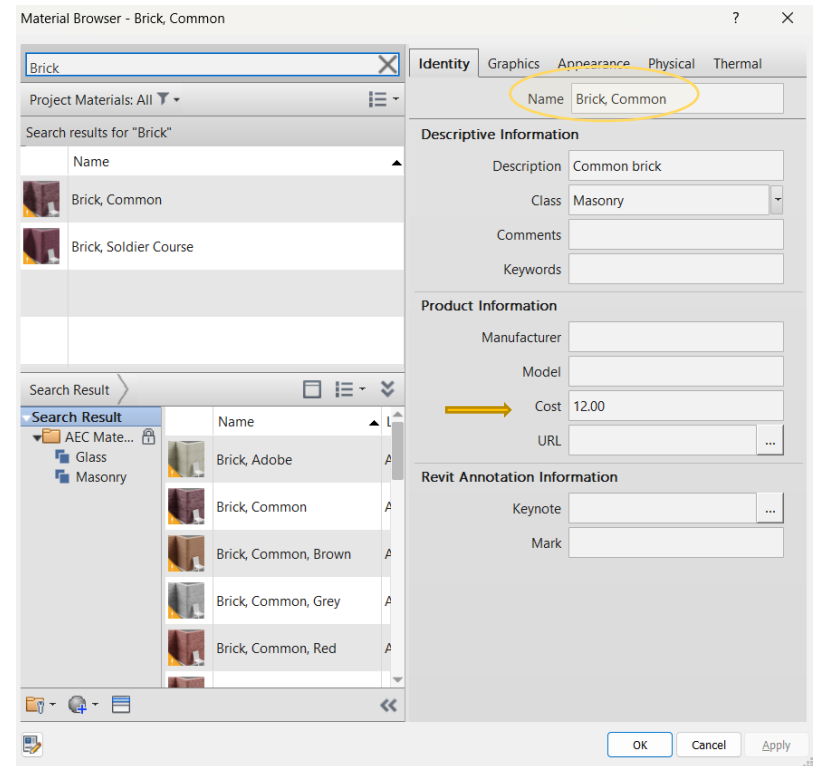 Material Browser - Brick, Common
?
Brick
Project Materials: All
Search results for "Brick"
Name
Brick, Common
Brick, Soldier Course
Search Result
Search Result
AEC Mate...
Glass
Masonry
Name
Brick, Adobe
A
Brick, Common
A
Brick, Common, Brown
A
Brick, Common, Grey
A
Brick, Common, Red
A
Identity Graphics Appearance Physical Thermal
Name Brick, Common
Descriptive Information
Description Common brick
Class Masonry
Comments
Keywords
Product Information
Manufacturer
Model
Cost 12.00
URL ...
Revit Annotation Information
Keynote ...
Mark
OK Cancel Apply